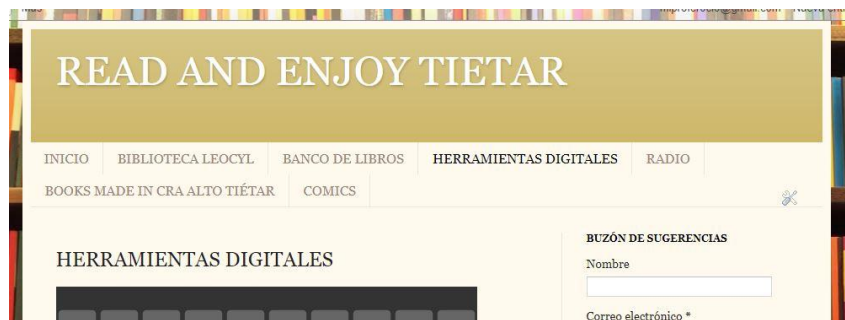 READ AND ENJOY TIETAR
INICIO BIBLIOTECA LEOCYL BANCO DE LIBROS HERRAMIENTAS DIGITALES RADIO
BOOKS MADE IN CRA ALTO TIÉTAR COMICS
HERRAMIENTAS DIGITALES
BUZÓN DE SUGERENCIAS
Nombre
Correo electrónico *